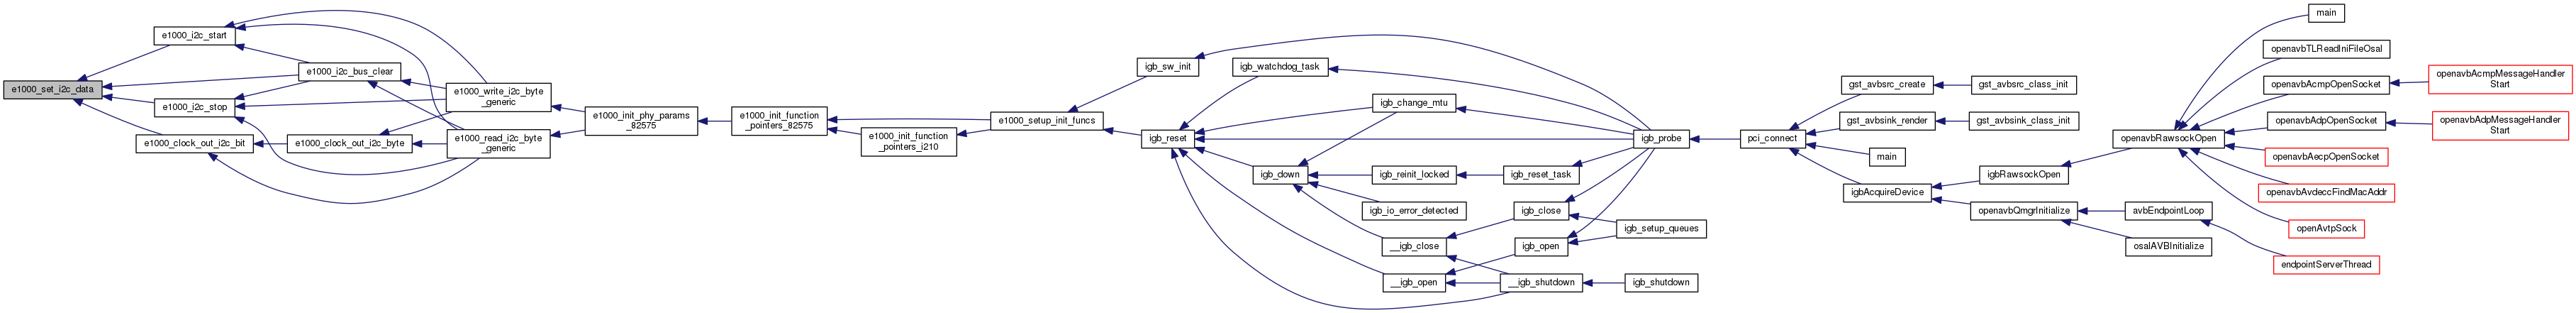 e1000_set_i2c_data
e1000_i2c_start
e1000_i2c_bus_clear
e1000_i2c_stop
e1000_clock_out_i2c_bit
e1000_clock_out_i2c_byte
e1000_write_i2c_byte
_generic
e1000_read_i2c_byte
_generic
e1000_init_phy_params
_82575
e1000_init_function
_pointers_82575
e1000_init_function
_pointers_i210
e1000_setup_init_funcs
igb_sw_init
igb_reset
igb_watchdog_task
igb_change_mtu
igb_down
igb_reinit_locked
igb_reset_task
igb_io_error_detected
__igb_close
igb_close
igb_setup_queues
igb_open
__igb_open
__igb_shutdown
igb_shutdown
igb_probe
pci_connect
gst_avbsrc_create
gst_avbsrc_class_init
gst_avbsink_render
gst_avbsink_class_init
main
igbAcquireDevice
igbRawsockOpen
openavbQmgrInitialize
avbEndpointLoop
osalAVBInitialize
endpointServerThread
openavbRawsockOpen
main
openavbTLReadIniFileOsal
openavbAcmpOpenSocket
openavbAcmpMessageHandler
Start
openavbAdpOpenSocket
openavbAdpMessageHandler
Start
openavbAecpOpenSocket
openavbAvdeccFindMacAddr
openAvtpSock